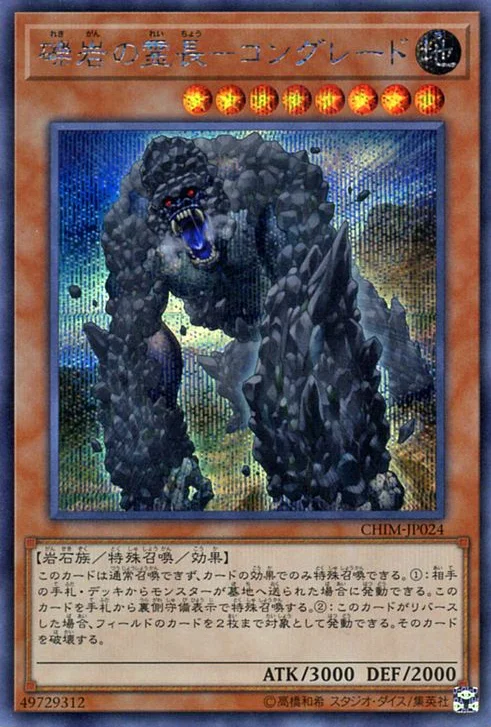 礫岩の霊長－コングレード
地
CHIM-JP024
【岩石族／特殊召喚／効果】
このカードは通常召喚できず、カードの効果でのみ特殊召喚できる。①：相手
の手札・デッキからモンスターが墓地へ送られた場合に発動できる。この
カードを手札から裏側守備表示で特殊召喚する。②：このカードがリバース
した場合、フィールドのカードを２枚まで対象として発動できる。そのカード
を破壊する。
ATK/3000 DEF/2000
49729312
©高橋和希 スタジオ・ダイス/集英社